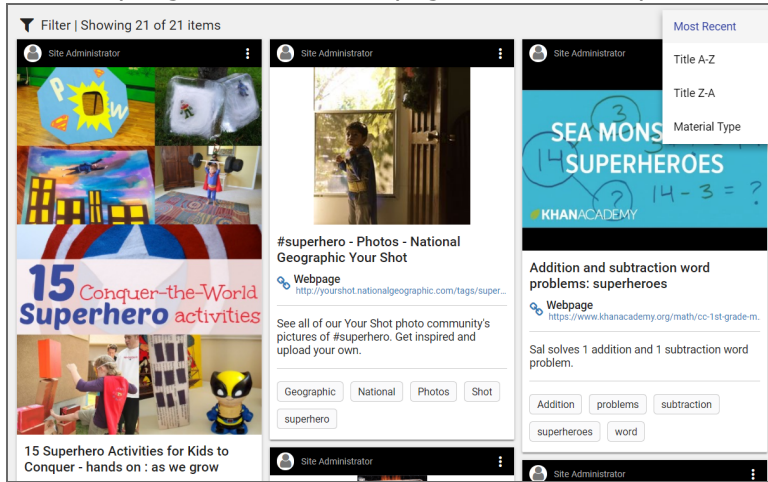 Filter | Showing 21 of 21 items
Most Recent
Title A-Z
Title Z-A
Material Type
Site Administrator
POW
15 Conquer-the-World
Superhero activities
15 Superhero Activities for Kids to
Conquer - hands on : as we grow
Site Administrator
#superhero - Photos - National
Geographic Your Shot
Webpage
http://yourshot.nationalgeographic.com/tags/super...
See all of our Your Shot photo community's
pictures of #superhero. Get inspired and
upload your own.
Geographic National Photos Shot
superhero
Site Administrator
Site Administrator
3
SEA MONS
14 SUPERHEROES
? 14 - 3 = ?
KHANACADEMY
Addition and subtraction word
problems: superheroes
Webpage
https://www.khanacademy.org/math/cc-1st-grade-m.
Sal solves 1 addition and 1 subtraction word
problem.
Addition problems subtraction
superheroes word
Site Administrator